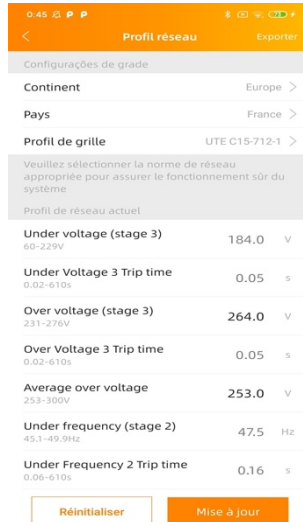 0:45 P P
Profil réseau Exporter
Configurações de grade
Continent Europe
Pays France
Profil de grille UTE C15-712-1
Veuillez sélectionner la norme de
réseau
appropriée pour assurer le fonctionnement sûr du
système
Profil de réseau actuel
Under voltage (stage 3) 184.0 V
60-229V
Under Voltage 3 Trip time 0.05 s
0.02-610s
Over voltage (stage 3) 264.0 V
231-276V
Over Voltage 3 Trip time 0.05 s
0.02-610s
Average over voltage 253.0 V
253-300V
Under frequency (stage 2) 47.5 Hz
45.1-49.9Hz
Under Frequency 2 Trip time 0.16 s
0.06-610s
Réinitialiser Mise à jour